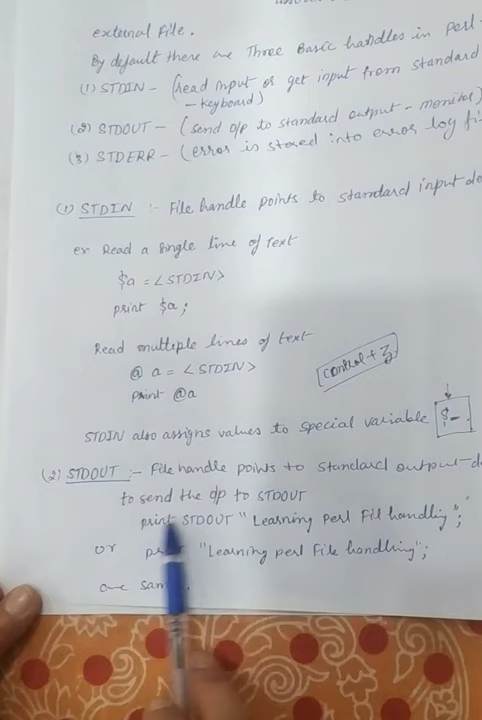 external File.
By default there are Three Basic handles in perl
(1) STDIN - (read input or get input from standard
- keyboard)
(2) STDOUT - (send o/p to standard output - monitor)
(3) STDERR - (error is stored into error log fi
(1) STDIN :- File handle points to standard input de
ex Read a single line of text
$a = <STDIN>
print $a;
Read multiple lines of text
@ a = <STDIN>
print @a
control + z
STDIN also assigns values to special variable $_.
(2) STDOUT :- File handle points to standard output-d
to send the o/p to STDOUT
print STDOUT "Learning perl Fil handling";
or "Learning perl File handling";
are